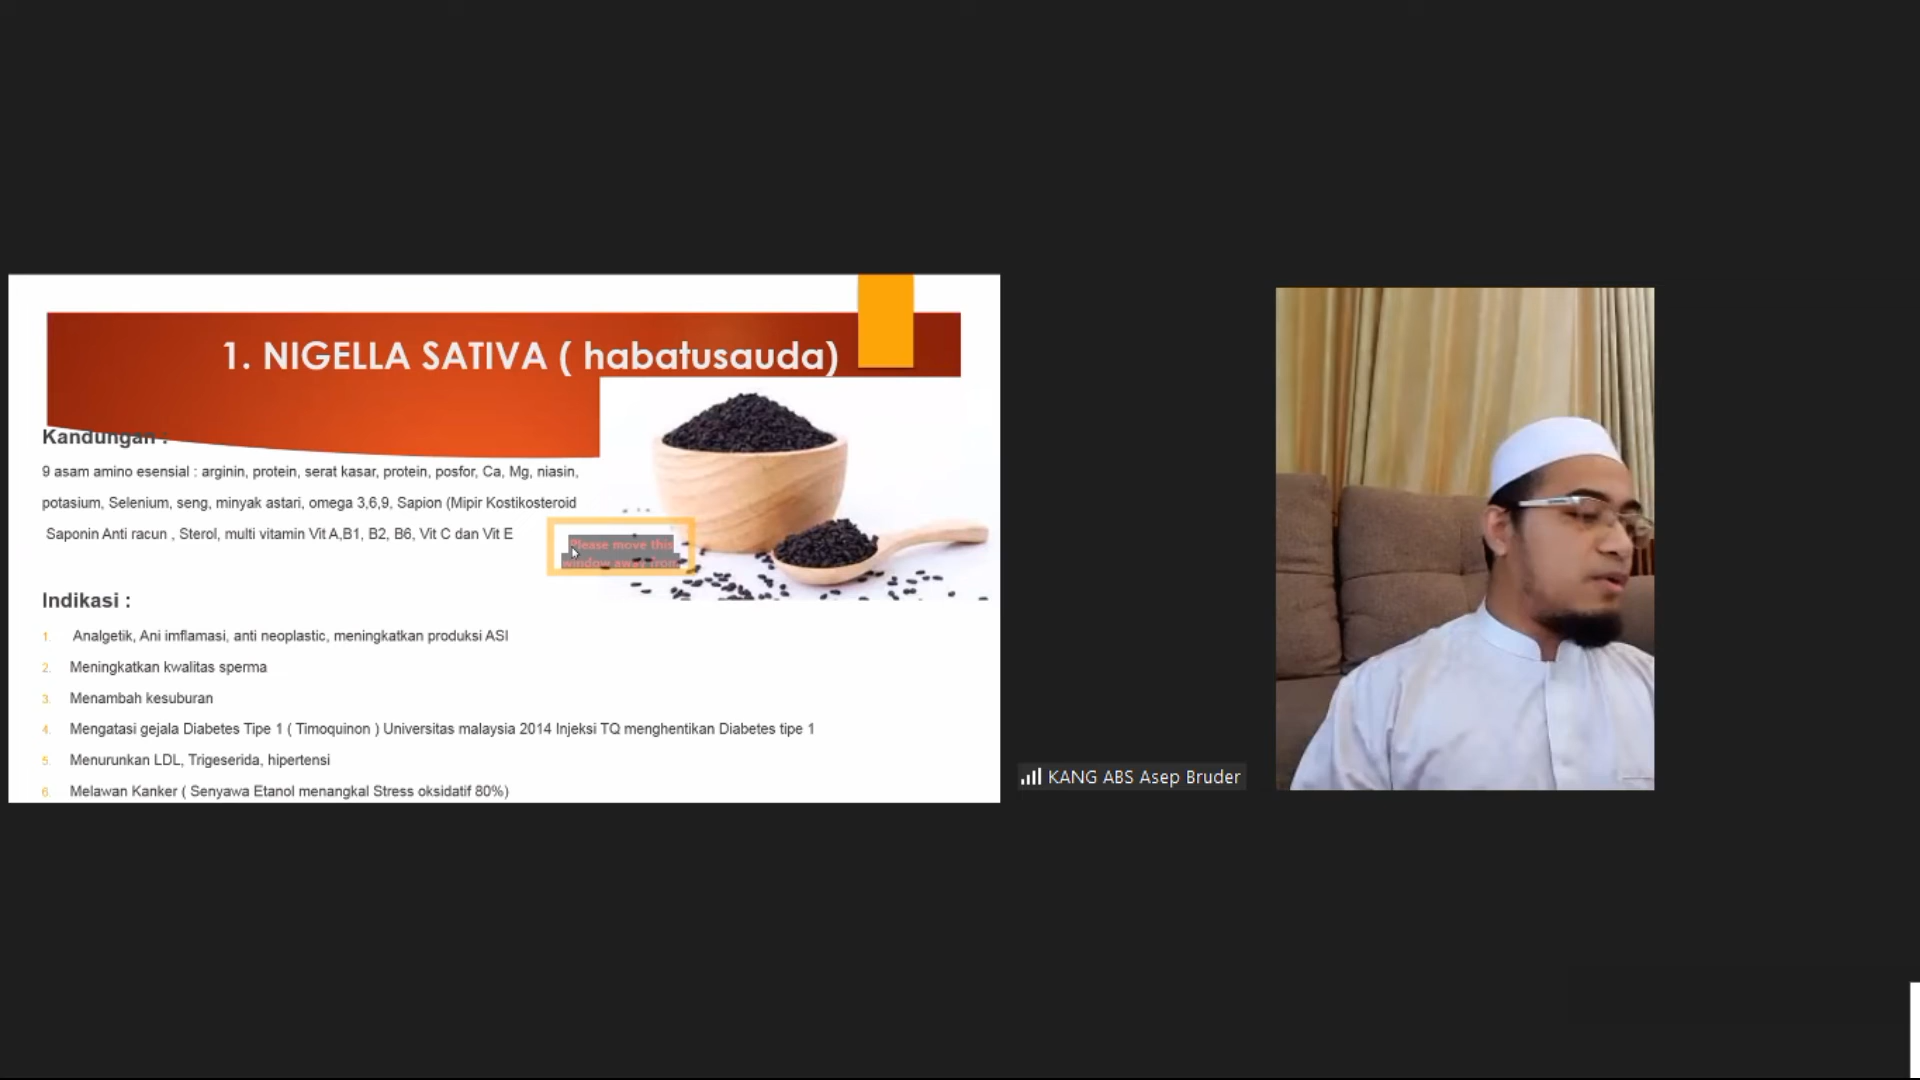 1. NIGELLA SATIVA ( habatusauda)
Kandungan :
9 asam amino esensial : arginin, protein, serat kasar, protein, posfor, Ca, Mg, niasin,
potasium, Selenium, seng, minyak astari, omega 3,6,9, Sapion (Mipir Kostikosteroid
Saponin Anti racun , Sterol, multi vitamin Vit A,B1, B2, B6, Vit C dan Vit E
Please move this
window away from
Indikasi :
1. Analgetik, Ani imflamasi, anti neoplastic, meningkatkan produksi ASI
2. Meningkatkan kwalitas sperma
3. Menambah kesuburan
4. Mengatasi gejala Diabetes Tipe 1 ( Timoquinon ) Universitas malaysia 2014 Injeksi TQ menghentikan Diabetes tipe 1
5. Menurunkan LDL, Trigeserida, hipertensi
6. Melawan Kanker ( Senyawa Etanol menangkal Stress oksidatif 80%)
KANG ABS Asep Bruder